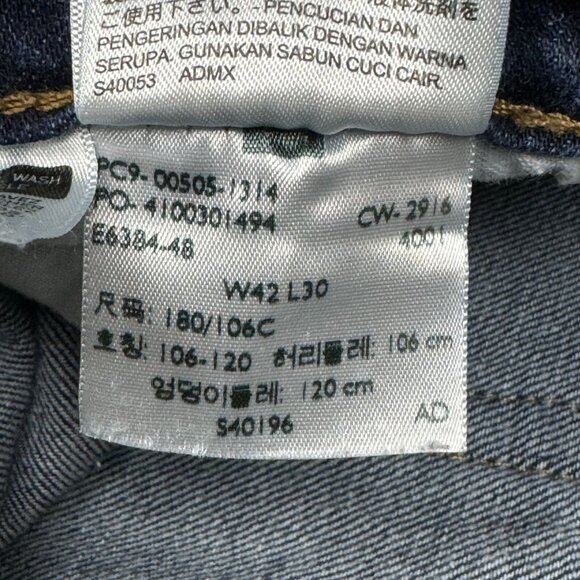 ご使用下さい。-PENCUCIAN DAN
PENGERINGAN DIBALIK DENGAN WARNA
SERUPA. GUNAKAN SABUN CUCI CAIR.
S40053 ADMX
WASH
PC9- 00505-1314
PO- 4100301494
CW- 2916
E6384-48
4001
W42 L30
尺码: 180/106C
호칭: 106-120 허리둘레: 106 cm
엉덩이둘레: 120 cm
S40196
AD